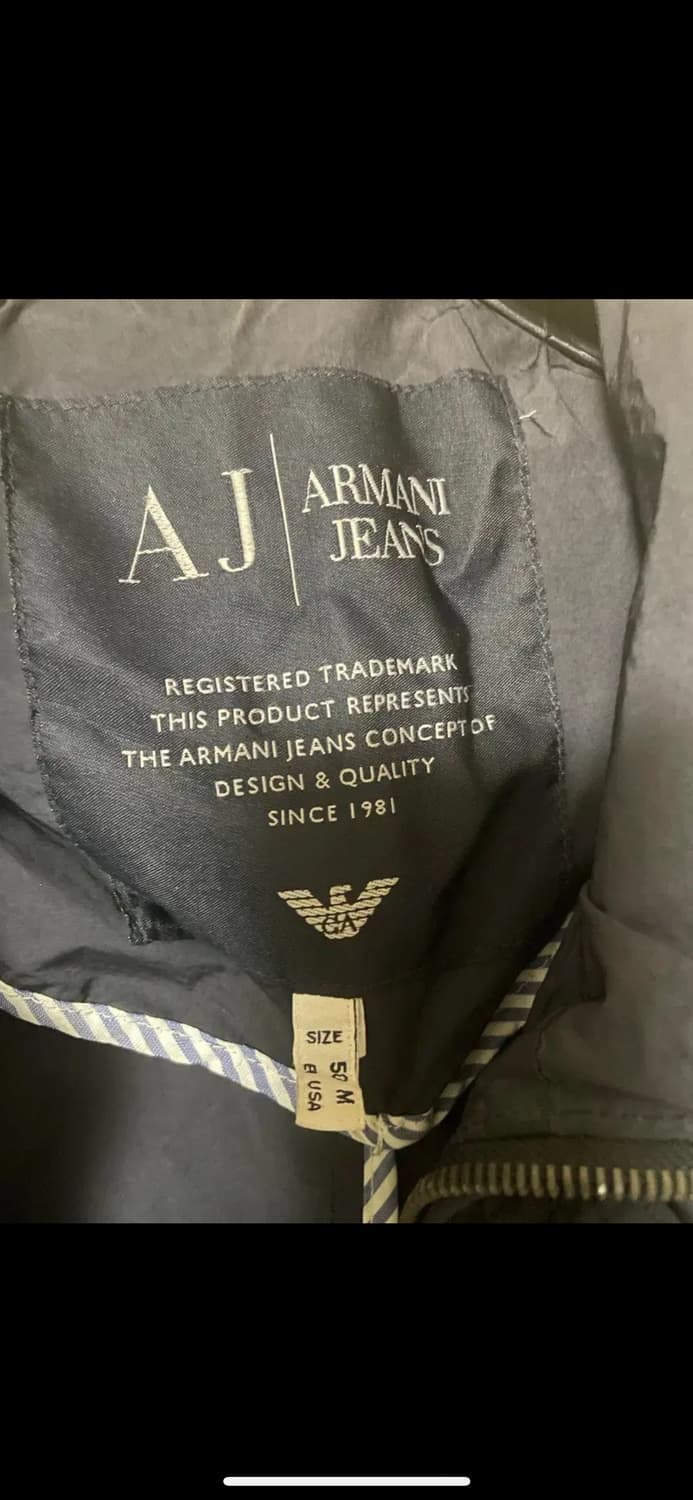 AJ
ARMANI
JEANS
REGISTERED TRADEMARK
THIS PRODUCT REPRESENTS
THE ARMANI JEANS CONCEPT OF
DESIGN & QUALITY
SINCE 1981
GA
SIZE
50 M
USA